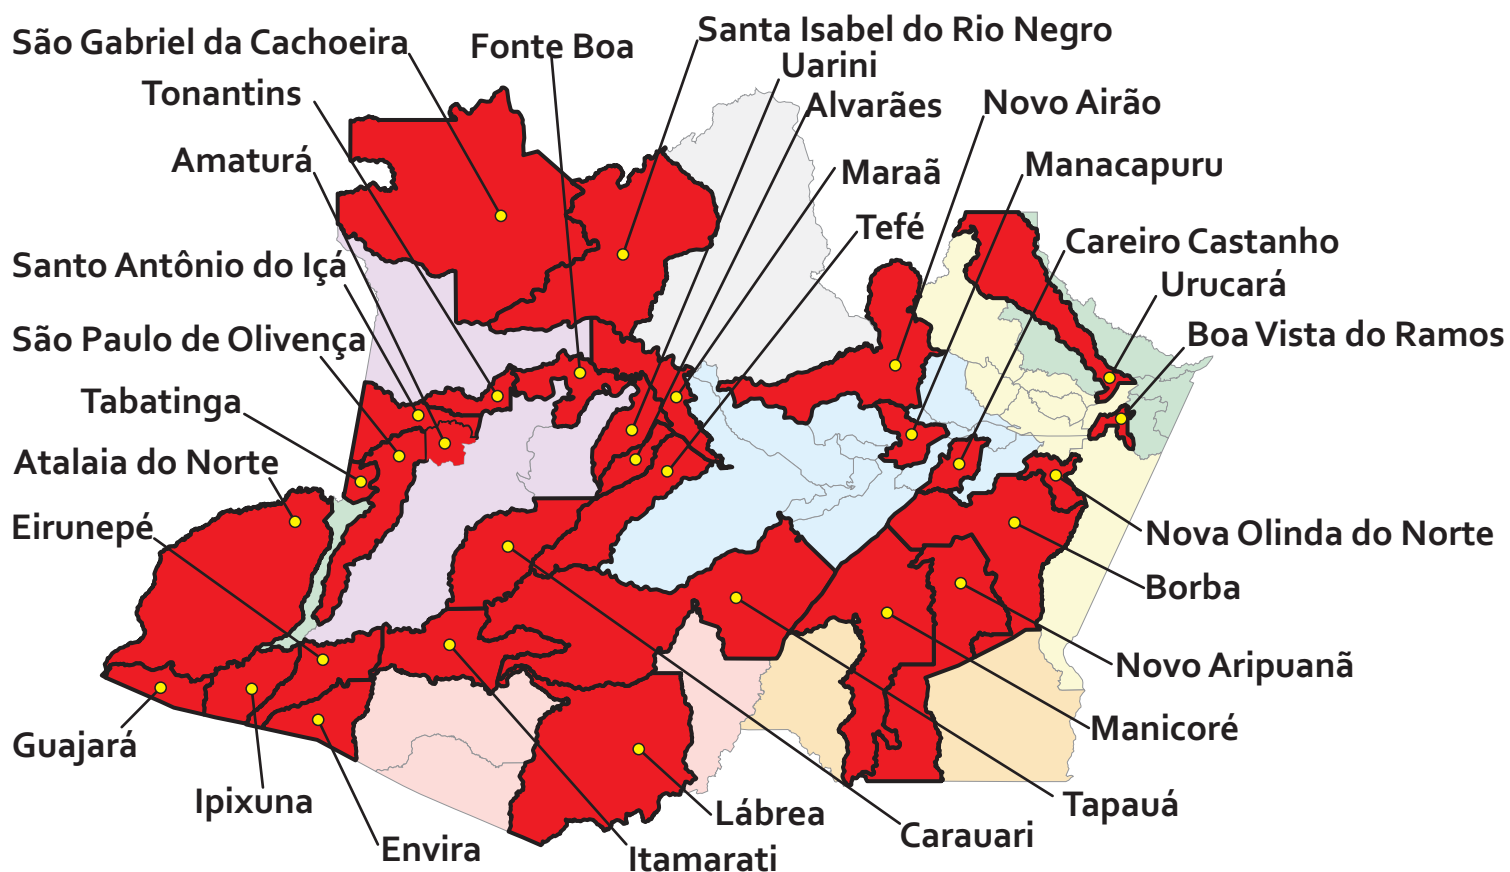 São Gabriel da Cachoeira
Fonte Boa
Santa Isabel do Rio Negro
Uarini
Tonantins
Alvarães
Novo Airão
Amaturá
Maraã
Manacapuru
Tefé
Careiro Castanho
Santo Antônio do Içá
Urucará
São Paulo de Olivença
Boa Vista do Ramos
Tabatinga
Atalaia do Norte
Eirunepé
Nova Olinda do Norte
Borba
Novo Aripuanã
Guajará
Manicoré
Ipixuna
Tapauá
Lábrea
Carauari
Envira
Itamarati